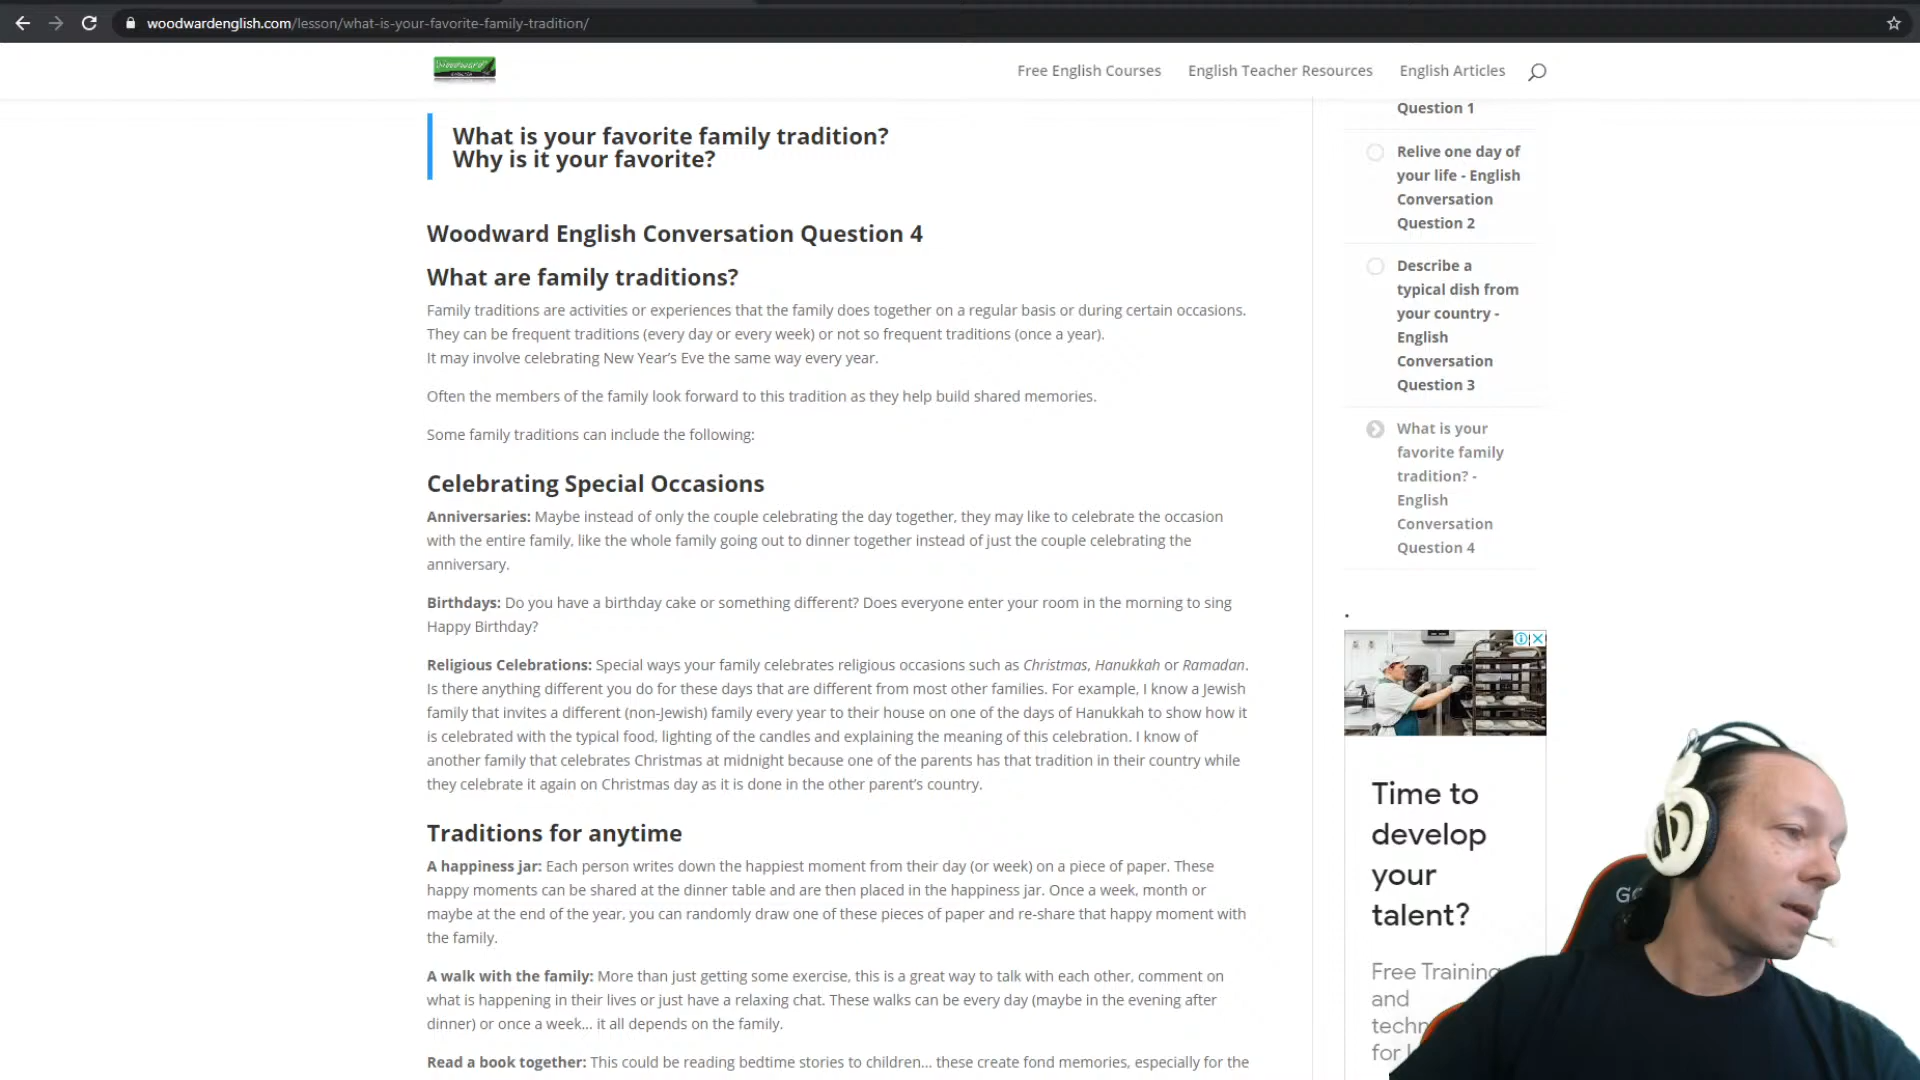 woodwardenglish.com/lesson/what-is-your-favorite-family-tradition/
Woodward
ENGLISH
Free English Courses
English Teacher Resources
English Articles
What is your favorite family tradition?
Why is it your favorite?
Woodward English Conversation Question 4
What are family traditions?
Family traditions are activities or experiences that the family does together on a regular basis or during certain occasions.
They can be frequent traditions (every day or every week) or not so frequent traditions (once a year).
It may involve celebrating New Year’s Eve the same way every year.
Often the members of the family look forward to this tradition as they help build shared memories.
Some family traditions can include the following:
Celebrating Special Occasions
Anniversaries: Maybe instead of only the couple celebrating the day together, they may like to celebrate the occasion
with the entire family, like the whole family going out to dinner together instead of just the couple celebrating the
anniversary.
Birthdays: Do you have a birthday cake or something different? Does everyone enter your room in the morning to sing
Happy Birthday?
Religious Celebrations: Special ways your family celebrates religious occasions such as Christmas, Hanukkah or Ramadan.
Is there anything different you do for these days that are different from most other families. For example, I know a Jewish
family that invites a different (non-Jewish) family every year to their house on one of the days of Hanukkah to show how it
is celebrated with the typical food, lighting of the candles and explaining the meaning of this celebration. I know of
another family that celebrates Christmas at midnight because one of the parents has that tradition in their country while
they celebrate it again on Christmas day as it is done in the other parent’s country.
Traditions for anytime
A happiness jar: Each person writes down the happiest moment from their day (or week) on a piece of paper. These
happy moments can be shared at the dinner table and are then placed in the happiness jar. Once a week, month or
maybe at the end of the year, you can randomly draw one of these pieces of paper and re-share that happy moment with
the family.
A walk with the family: More than just getting some exercise, this is a great way to talk with each other, comment on
what is happening in their lives or just have a relaxing chat. These walks can be every day (maybe in the evening after
dinner) or once a week… it all depends on the family.
Read a book together: This could be reading bedtime stories to children… these create fond memories, especially for the
Question 1
Relive one day of
your life - English
Conversation
Question 2
Describe a
typical dish from
your country -
English
Conversation
Question 3
What is your
favorite family
tradition? -
English
Conversation
Question 4
.
Time to
develop
your
talent?
Free Training
and
techn
for